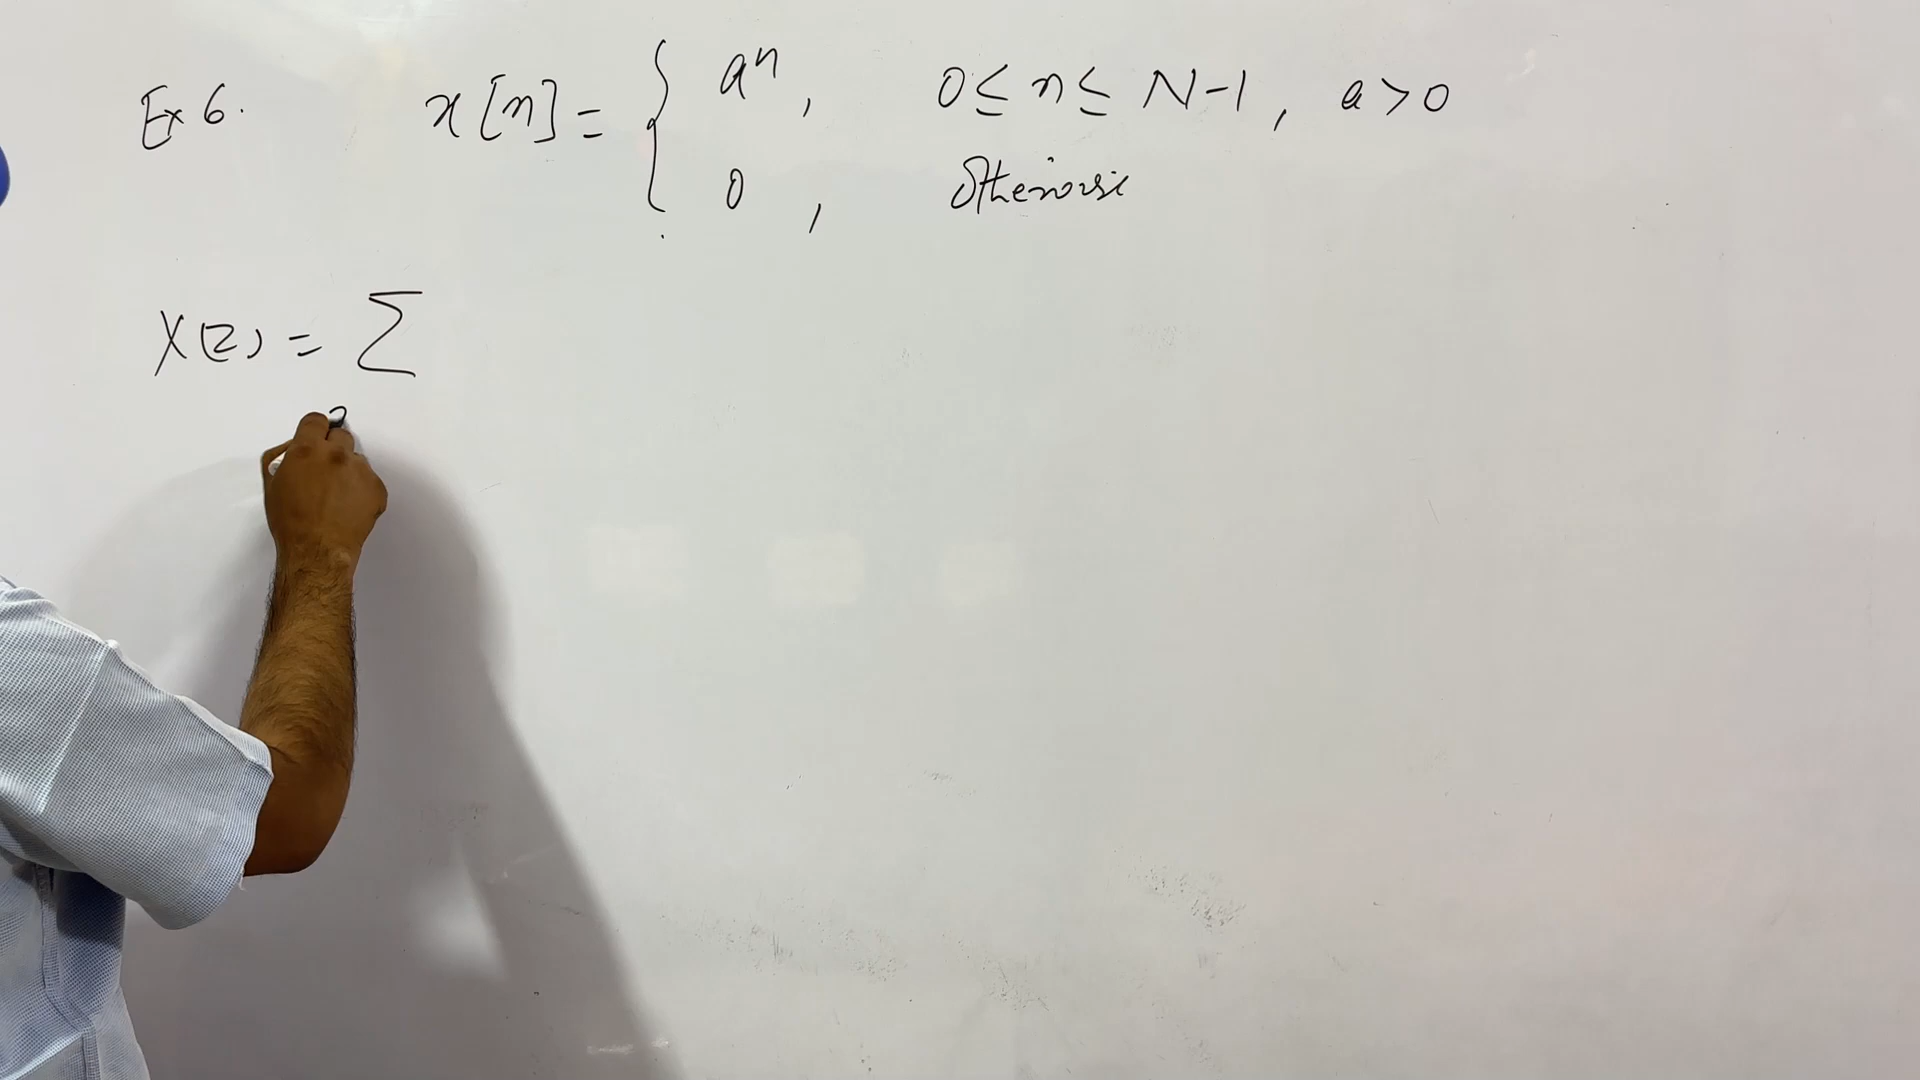 Ex 6. x[n] = { a^n, 0 ≤ n ≤ N-1, a > 0
0, Otherwise
X(z) = Σ